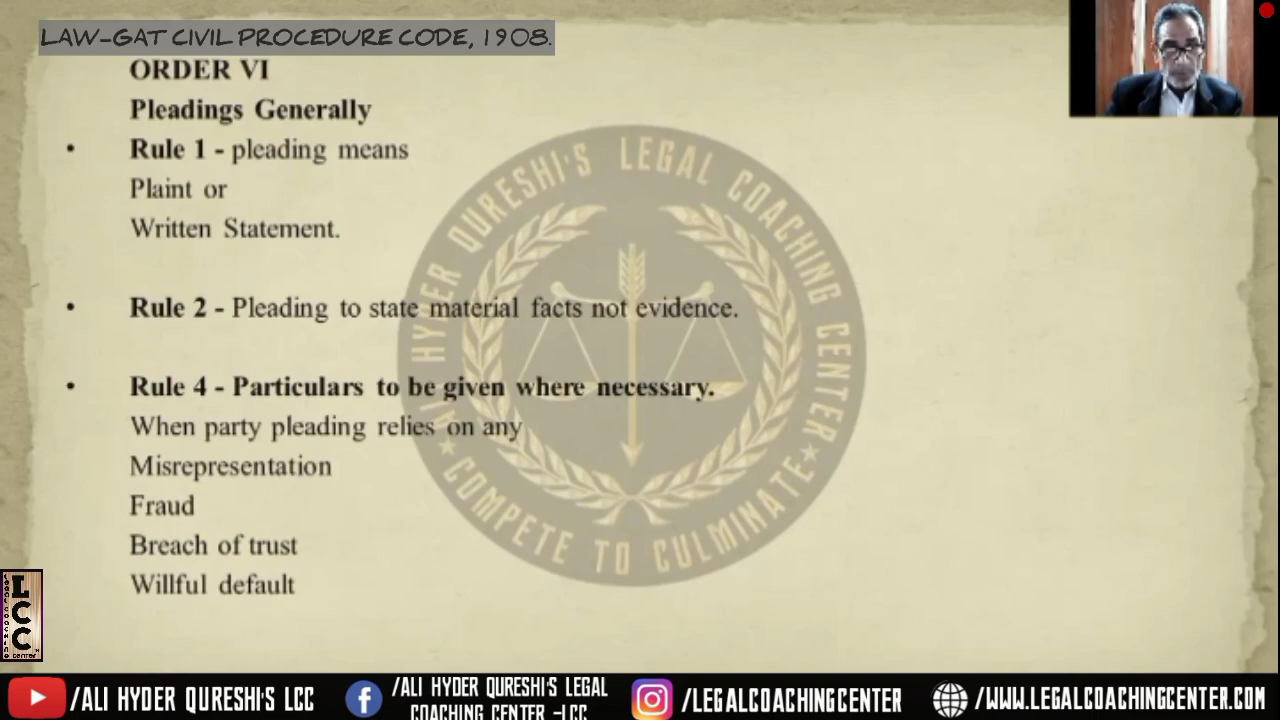 LAW-GAT CIVIL PROCEDURE CODE, 1908.
ORDER VI
Pleadings Generally
• Rule 1 - pleading means
Plaint or
Written Statement.
• Rule 2 - Pleading to state material facts not evidence.
• Rule 4 - Particulars to be given where necessary.
When party pleading relies on any
Misrepresentation
Fraud
Breach of trust
Willful default
HYDER QURESHI'S LEGAL COACHING CENTER
COMPETE TO CULMINATE
LCC
/ALI HYDER QURESHI'S LCC
/ALI HYDER QURESHI'S LEGAL
COACHING CENTER -LCC
/LEGALCOACHINGCENTER
/WWW.LEGALCOACHINGCENTER.COM